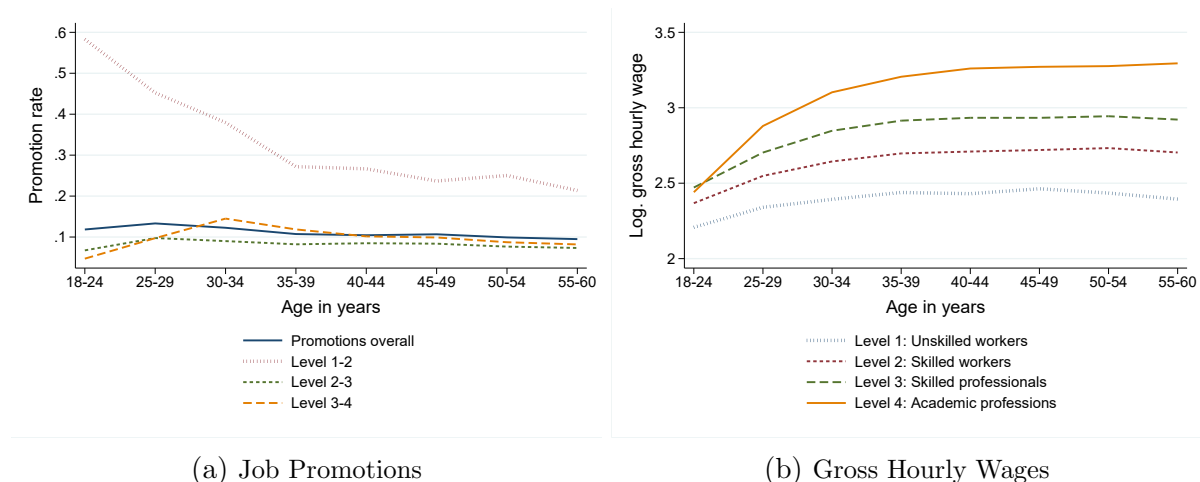 Promotion rate
.6
.5
.4
.3
.2
.1
18-24 25-29 30-34 35-39 40-44 45-49 50-54 55-60
Age in years
Promotions overall
Level 1-2
Level 2-3
Level 3-4
(a) Job Promotions
Log. gross hourly wage
3.5
3
2.5
2
18-24 25-29 30-34 35-39 40-44 45-49 50-54 55-60
Age in years
Level 1: Unskilled workers
Level 2: Skilled workers
Level 3: Skilled professionals
Level 4: Academic professions
(b) Gross Hourly Wages